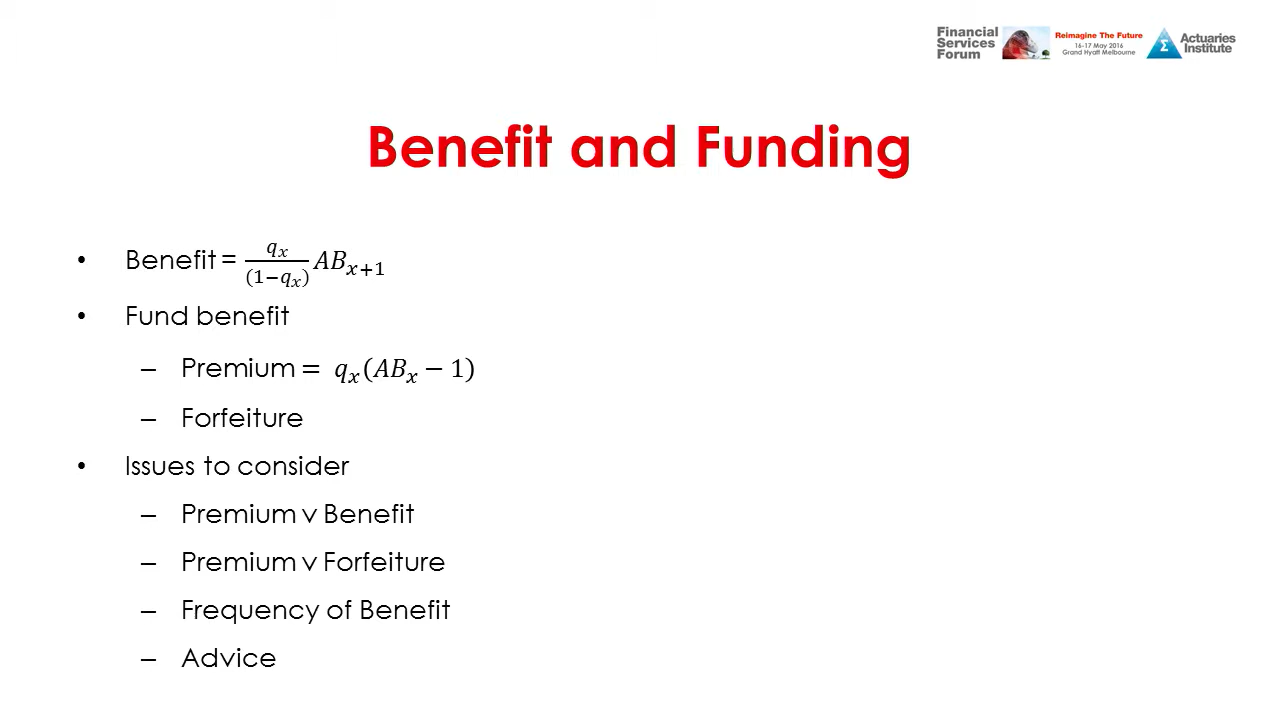 Financial
Services
Forum
Reimagine The Future
16-17 May 2016
Grand Hyatt Melbourne
Σ
Actuaries
Institute
Benefit and Funding
• Benefit = q_x/(1−q_x) AB_{x+1}
• Fund benefit
– Premium = q_x(AB_x − 1)
– Forfeiture
• Issues to consider
– Premium v Benefit
– Premium v Forfeiture
– Frequency of Benefit
– Advice